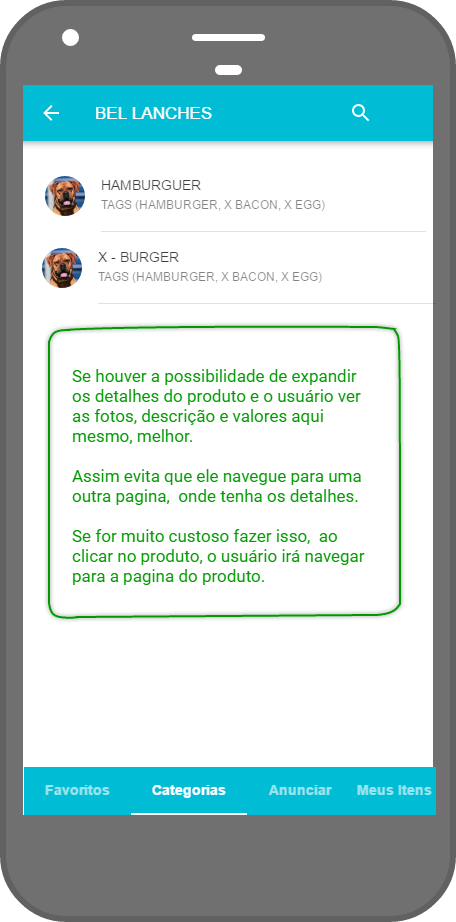 BEL LANCHES
HAMBURGUER
TAGS (HAMBURGER, X BACON, X EGG)
X - BURGER
TAGS (HAMBURGER, X BACON, X EGG)
Se houver a possibilidade de expandir
os detalhes do produto e o usuário ver
as fotos, descrição e valores aqui
mesmo, melhor.
Assim evita que ele navegue para uma
outra pagina, onde tenha os detalhes.
Se for muito custoso fazer isso, ao
clicar no produto, o usuário irá navegar
para a pagina do produto.
Favoritos Categorias Anunciar Meus Itens